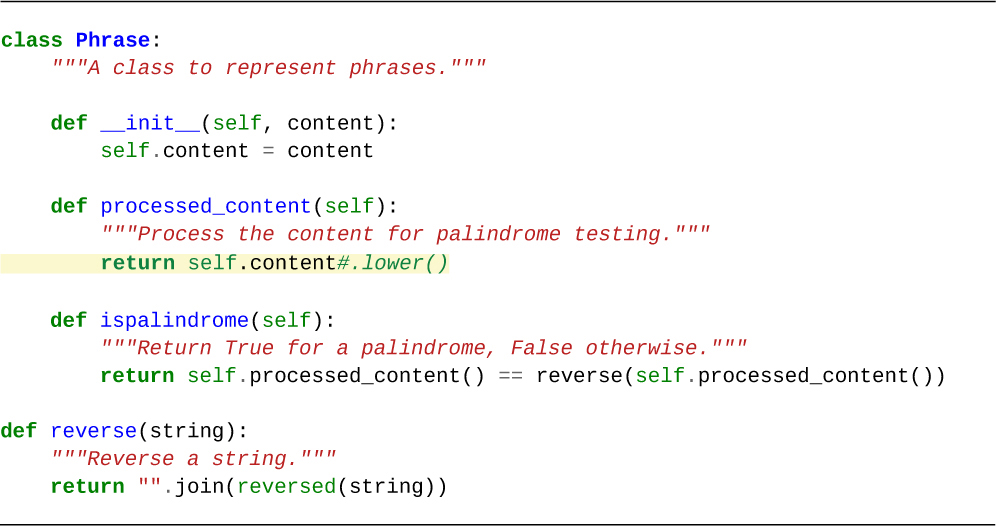 class Phrase:
    """A class to represent phrases."""

    def __init__(self, content):
        self.content = content

    def processed_content(self):
        """Process the content for palindrome testing."""
        return self.content#.lower()

    def ispalindrome(self):
        """Return True for a palindrome, False otherwise."""
        return self.processed_content() == reverse(self.processed_content())

def reverse(string):
    """Reverse a string."""
    return "".join(reversed(string))